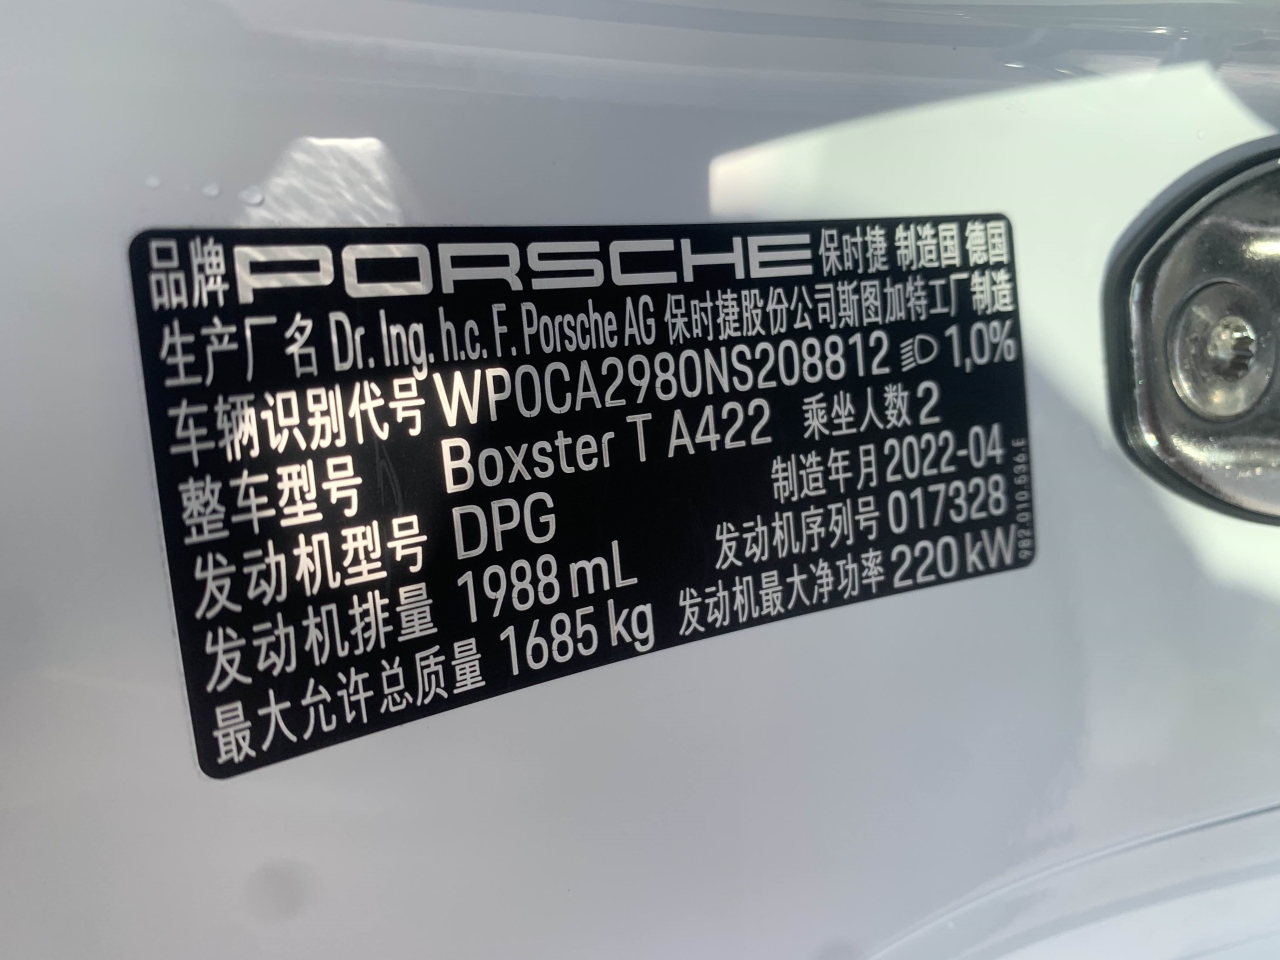 品牌 PORSCHE 保时捷 制造国 德国
生产厂名 Dr. Ing. h.c. F. Porsche AG 保时捷股份公司斯图加特工厂制造
车辆识别代号 WP0CA2980NS208812 1,0%
整车型号 Boxster T A422 乘坐人数 2
发动机型号 DPG 制造年月 2022-04
发动机排量 1988 mL 发动机序列号 017328
最大允许总质量 1685 kg 发动机最大净功率 220 kW
982.010.536.E